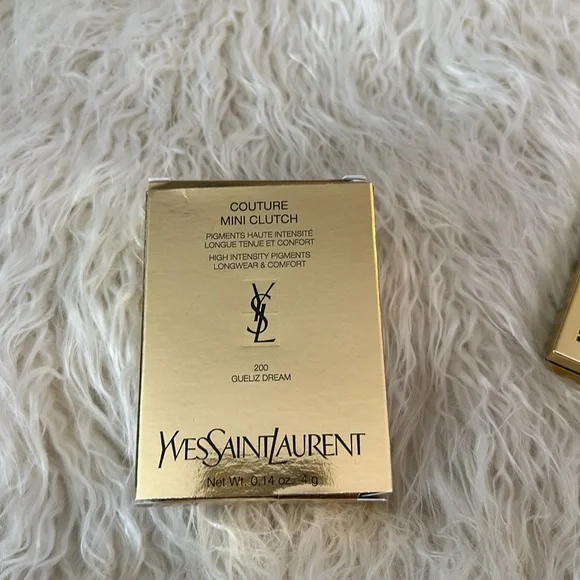 COUTURE
MINI CLUTCH
PIGMENTS HAUTE INTENSITÉ
LONGUE TENUE ET CONFORT
HIGH INTENSITY PIGMENTS
LONGWEAR & COMFORT
YSL
200
GUELIZ DREAM
YVESSAINTLAURENT
Net Wt. 0.14 oz. 4 g